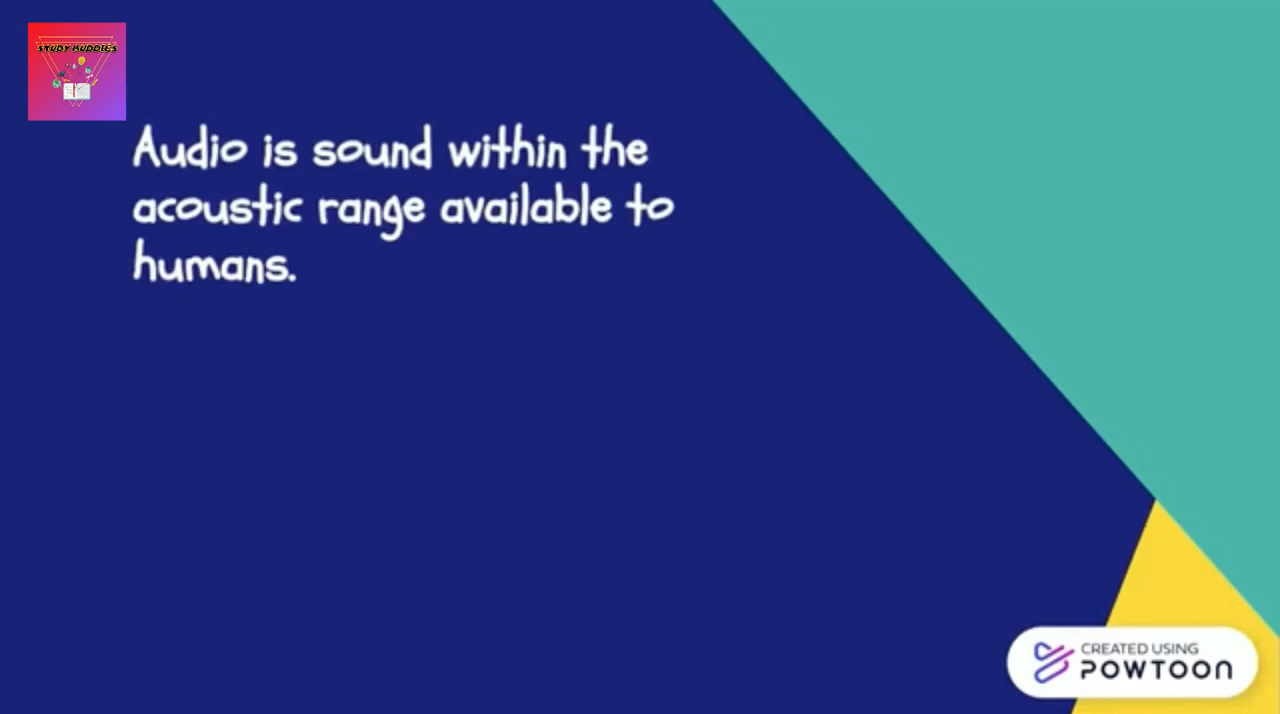 STUDY BUDDIES
Audio is sound within the
acoustic range available to
humans.
CREATED USING
POWTOON